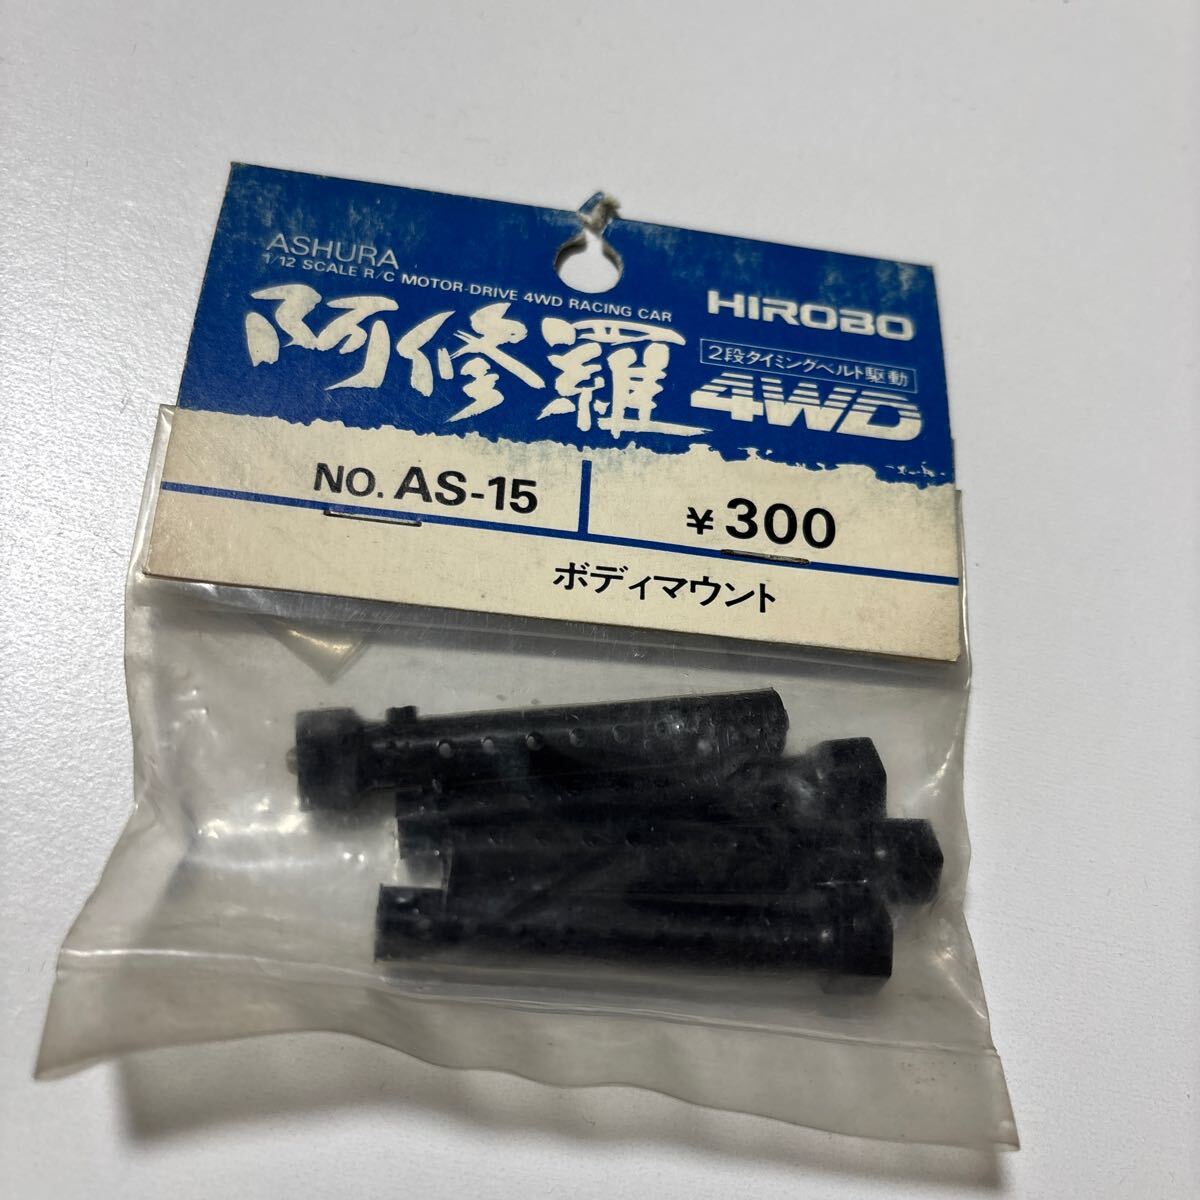 ASHURA
1/12 SCALE R/C MOTOR-DRIVE 4WD RACING CAR
阿修羅
HIROBO
2段タイミングベルト駆動
4WD
NO. AS-15
¥300
ボディマウント